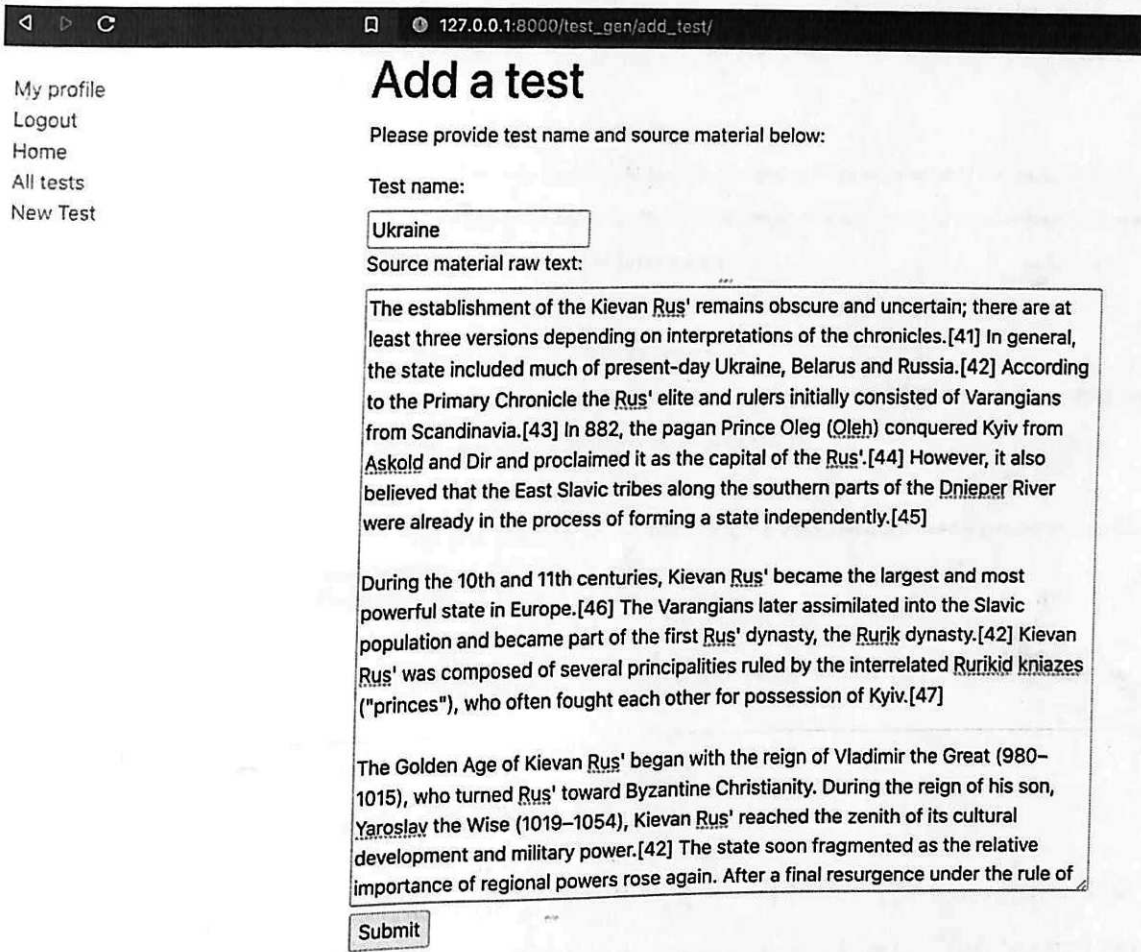 127.0.0.1:8000/test_gen/add_test/
My profile
Logout
Home
All tests
New Test
Add a test
Please provide test name and source material below:
Test name:
Ukraine
Source material raw text:
The establishment of the Kievan Rus' remains obscure and uncertain; there are at
least three versions depending on interpretations of the chronicles.[41] In general,
the state included much of present-day Ukraine, Belarus and Russia.[42] According
to the Primary Chronicle the Rus' elite and rulers initially consisted of Varangians
from Scandinavia.[43] In 882, the pagan Prince Oleg (Oleh) conquered Kyiv from
Askold and Dir and proclaimed it as the capital of the Rus'.[44] However, it also
believed that the East Slavic tribes along the southern parts of the Dnieper River
were already in the process of forming a state independently.[45]
During the 10th and 11th centuries, Kievan Rus' became the largest and most
powerful state in Europe.[46] The Varangians later assimilated into the Slavic
population and became part of the first Rus' dynasty, the Rurik dynasty.[42] Kievan
Rus' was composed of several principalities ruled by the interrelated Rurikid kniazes
("princes"), who often fought each other for possession of Kyiv.[47]
The Golden Age of Kievan Rus' began with the reign of Vladimir the Great (980–
1015), who turned Rus' toward Byzantine Christianity. During the reign of his son,
Yaroslav the Wise (1019–1054), Kievan Rus' reached the zenith of its cultural
development and military power.[42] The state soon fragmented as the relative
importance of regional powers rose again. After a final resurgence under the rule of
Submit